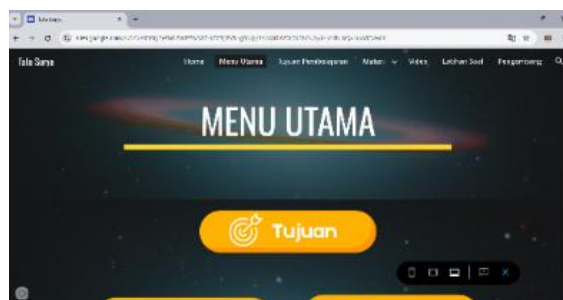 Tata Surya
Home Menu Utama Tujuan Pembelajaran Materi Video Latihan Soal Pengembang
MENU UTAMA
Tujuan